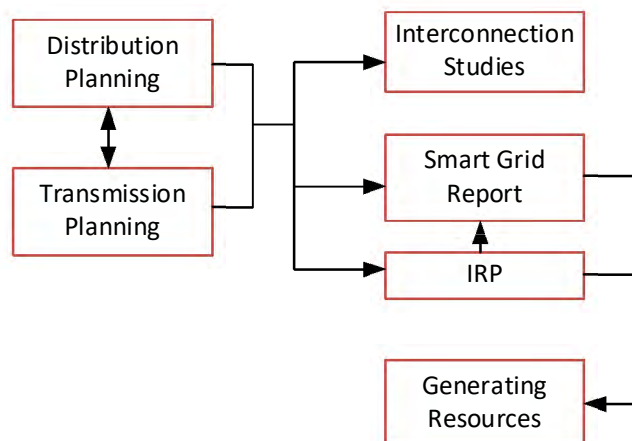 Distribution
Planning
Transmission
Planning
Interconnection
Studies
Smart Grid
Report
IRP
Generating
Resources